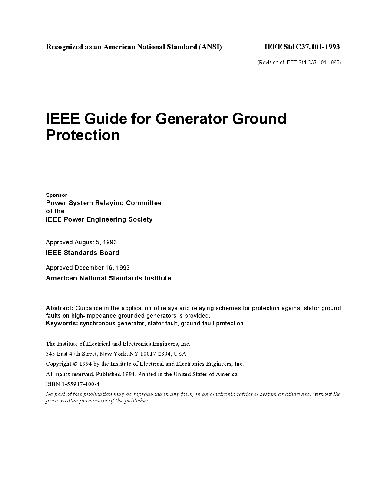 Recognized as an American National Standard (ANSI) IEEE Std C37.101-1993
(Revision of IEEE Std C37.101-1985)
IEEE Guide for Generator Ground
Protection
Sponsor
Power System Relaying Committee
of the
IEEE Power Engineering Society
Approved August 5, 1993
IEEE Standards Board
Approved December 16, 1993
American National Standards Institute
Abstract: Guidance in the application of relays and relaying schemes for protection against stator ground
faults on high-impedance grounded generators is provided.
Keywords: synchronous generator, stator fault, ground fault protection
The Institute of Electrical and Electronics Engineers, Inc.
345 East 47th Street, New York, NY 10017-2394, USA
Copyright © 1994 by the Institute of Electrical and Electronics Engineers, Inc.
All rights reserved. Published 1994. Printed in the United States of America
ISBN
No part of this publication may be reproduced in any form, in an electronic retrieval system or otherwise, without the
prior written permission of the publisher.